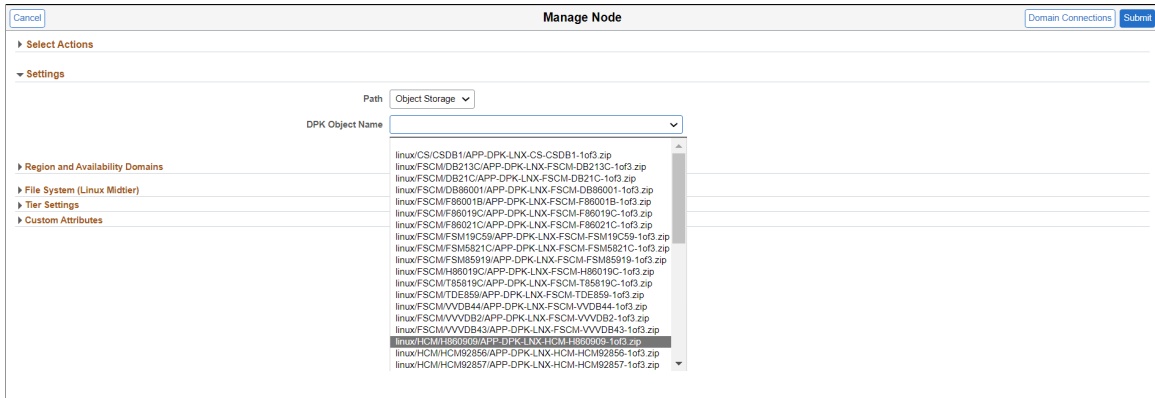 Cancel
Manage Node
Domain Connections
Submit
Select Actions
Settings
Path
Object Storage
DPK Object Name
linux/CS/CSDB1/APP-DPK-LNX-CS-CSDB1-1of3.zip
linux/FSCM/DB213C/APP-DPK-LNX-FSCM-DB213C-1of3.zip
linux/FSCM/DB21C/APP-DPK-LNX-FSCM-DB21C-1of3.zip
linux/FSCM/DB86001/APP-DPK-LNX-FSCM-DB86001-1of3.zip
linux/FSCM/F86001B/APP-DPK-LNX-FSCM-F86001B-1of3.zip
linux/FSCM/F86019C/APP-DPK-LNX-FSCM-F86019C-1of3.zip
linux/FSCM/F86021C/APP-DPK-LNX-FSCM-F86021C-1of3.zip
linux/FSCM/FSM19C59/APP-DPK-LNX-FSCM-FSM19C59-1of3.zip
linux/FSCM/FSM5821C/APP-DPK-LNX-FSCM-FSM5821C-1of3.zip
linux/FSCM/FSM85919/APP-DPK-LNX-FSCM-FSM85919-1of3.zip
linux/FSCM/H86019C/APP-DPK-LNX-FSCM-H86019C-1of3.zip
linux/FSCM/T85819C/APP-DPK-LNX-FSCM-T85819C-1of3.zip
linux/FSCM/TDE859/APP-DPK-LNX-FSCM-TDE859-1of3.zip
linux/FSCM/VVDB44/APP-DPK-LNX-FSCM-VVDB44-1of3.zip
linux/FSCM/VVVDB2/APP-DPK-LNX-FSCM-VVVDB2-1of3.zip
linux/FSCM/VVVDB43/APP-DPK-LNX-FSCM-VVVDB43-1of3.zip
linux/HCM/H860909/APP-DPK-LNX-HCM-H860909-1of3.zip
linux/HCM/HCM92856/APP-DPK-LNX-HCM-HCM92856-1of3.zip
linux/HCM/HCM92857/APP-DPK-LNX-HCM-HCM92857-1of3.zip
Region and Availability Domains
File System (Linux Midtier)
Tier Settings
Custom Attributes